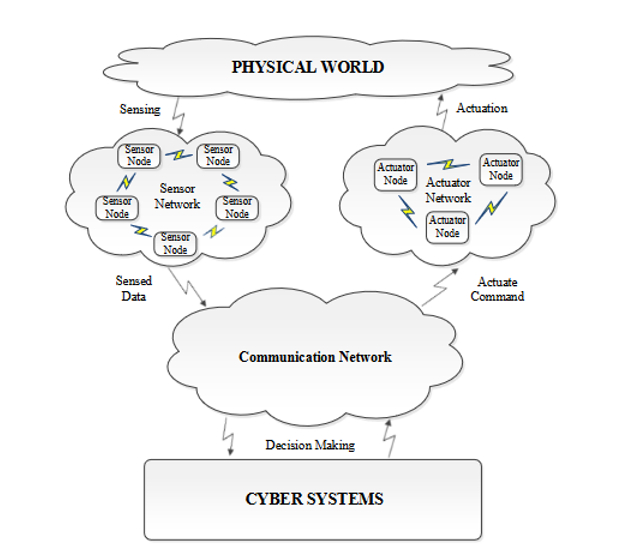 PHYSICAL WORLD
Sensing
Actuation
Sensor
Node
Sensor
Node
Sensor
Network
Sensor
Node
Sensor
Node
Sensor
Node
Actuator
Node
Actuator
Node
Actuator
Network
Actuator
Node
Sensed
Data
Actuate
Command
Communication Network
Decision Making
CYBER SYSTEMS